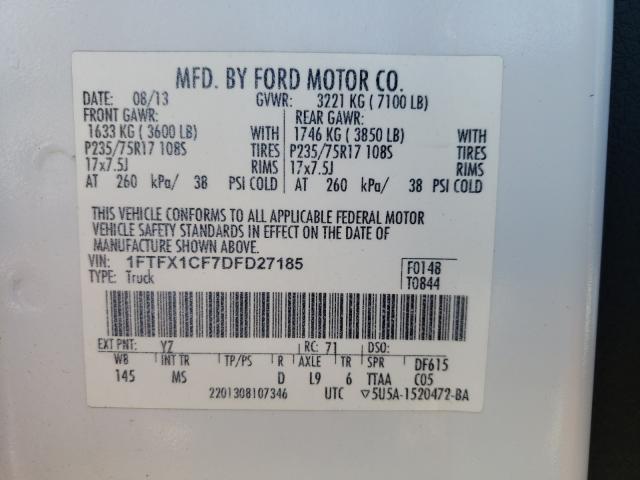 MFD. BY FORD MOTOR CO.
DATE: 08/13 GVWR: 3221 KG ( 7100 LB)
FRONT GAWR: REAR GAWR:
1633 KG ( 3600 LB) WITH 1746 KG ( 3850 LB) WITH
P235/75R17 108S TIRES P235/75R17 108S TIRES
17x7.5J RIMS 17x7.5J RIMS
AT 260 kPa/ 38 PSI COLD AT 260 kPa/ 38 PSI COLD
THIS VEHICLE CONFORMS TO ALL APPLICABLE FEDERAL MOTOR
VEHICLE SAFETY STANDARDS IN EFFECT ON THE DATE OF
MANUFACTURE SHOWN ABOVE.
VIN: 1FTFX1CF7DFD27185 F0148
TYPE: Truck T0844
EXT PNT: YZ RC: 71 DSO:
WB INT TR TP/PS R AXLE TR SPR DF615
145 MS D L9 6 TTAA C05
2201308107346 UTC ▽5U5A-1520472-BA